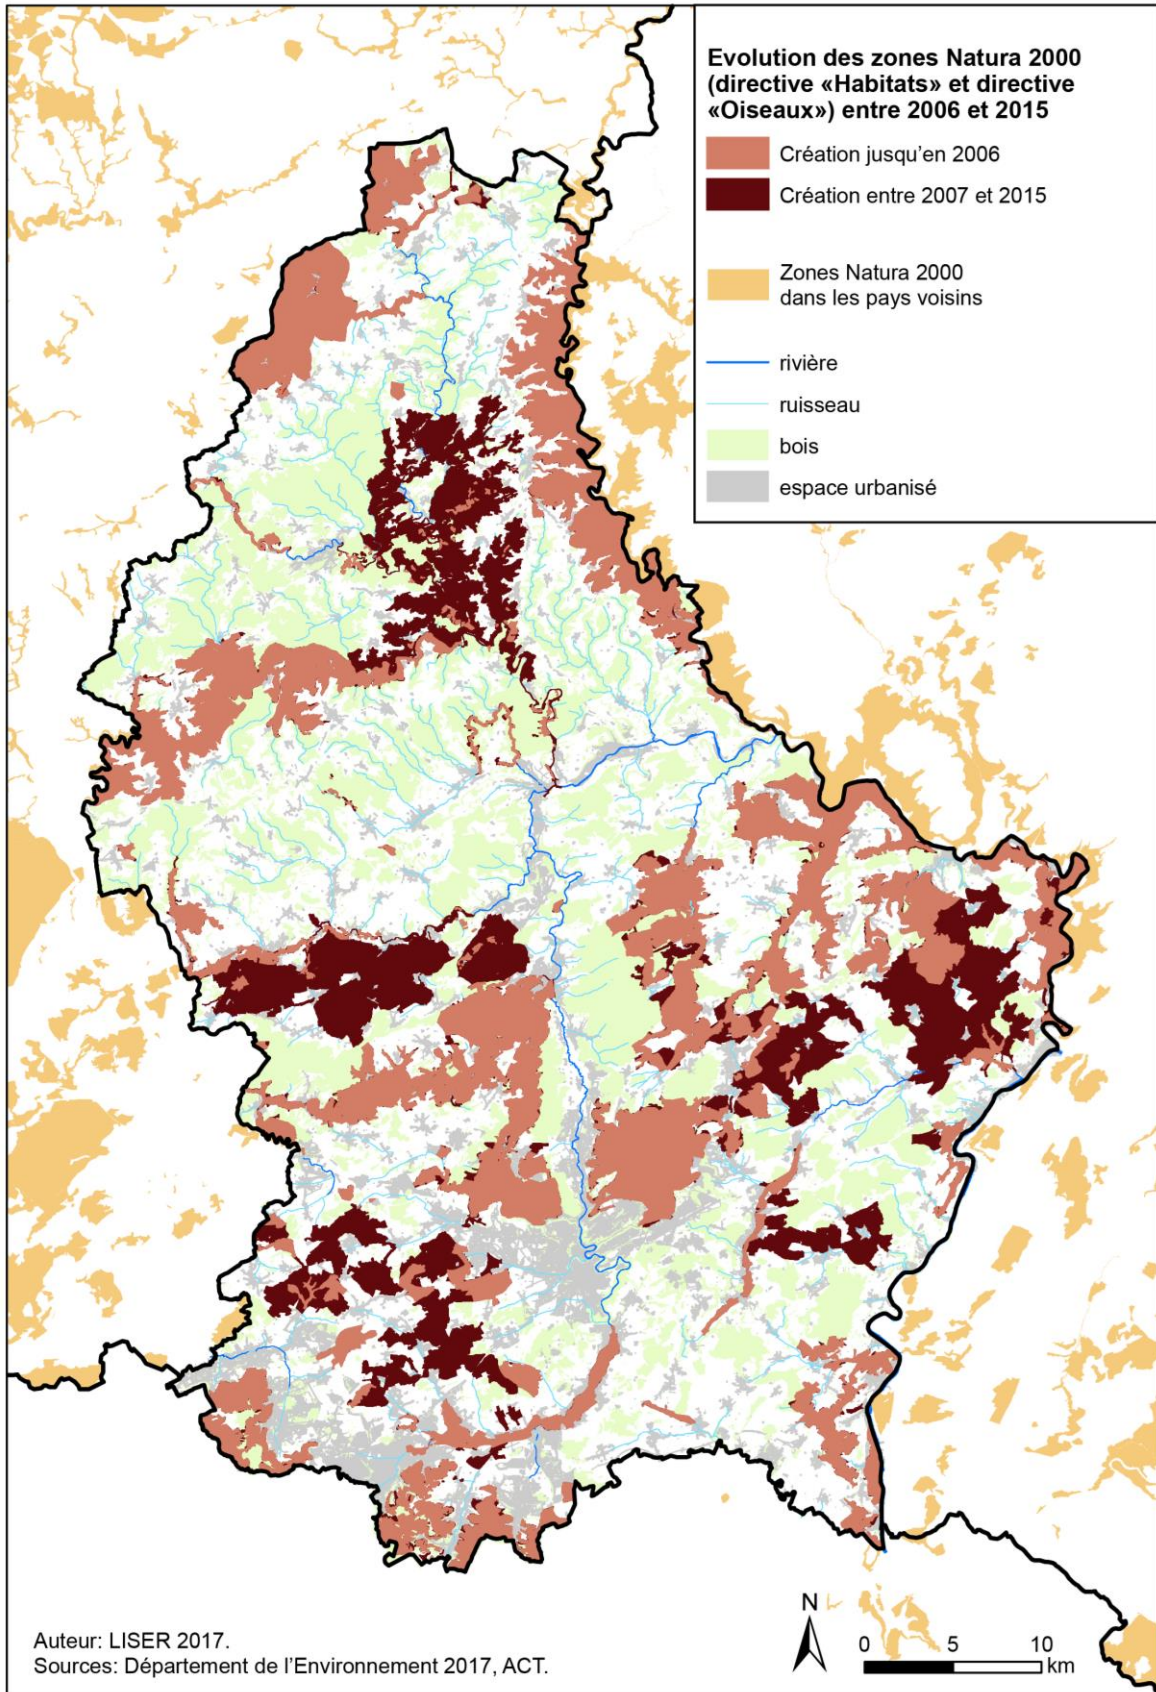 Evolution des zones Natura 2000
(directive «Habitats» et directive
«Oiseaux») entre 2006 et 2015
Création jusqu'en 2006
Création entre 2007 et 2015
Zones Natura 2000
dans les pays voisins
rivière
ruisseau
bois
espace urbanisé
N
0 5 10
km
Auteur: LISER 2017.
Sources: Département de l'Environnement 2017, ACT.